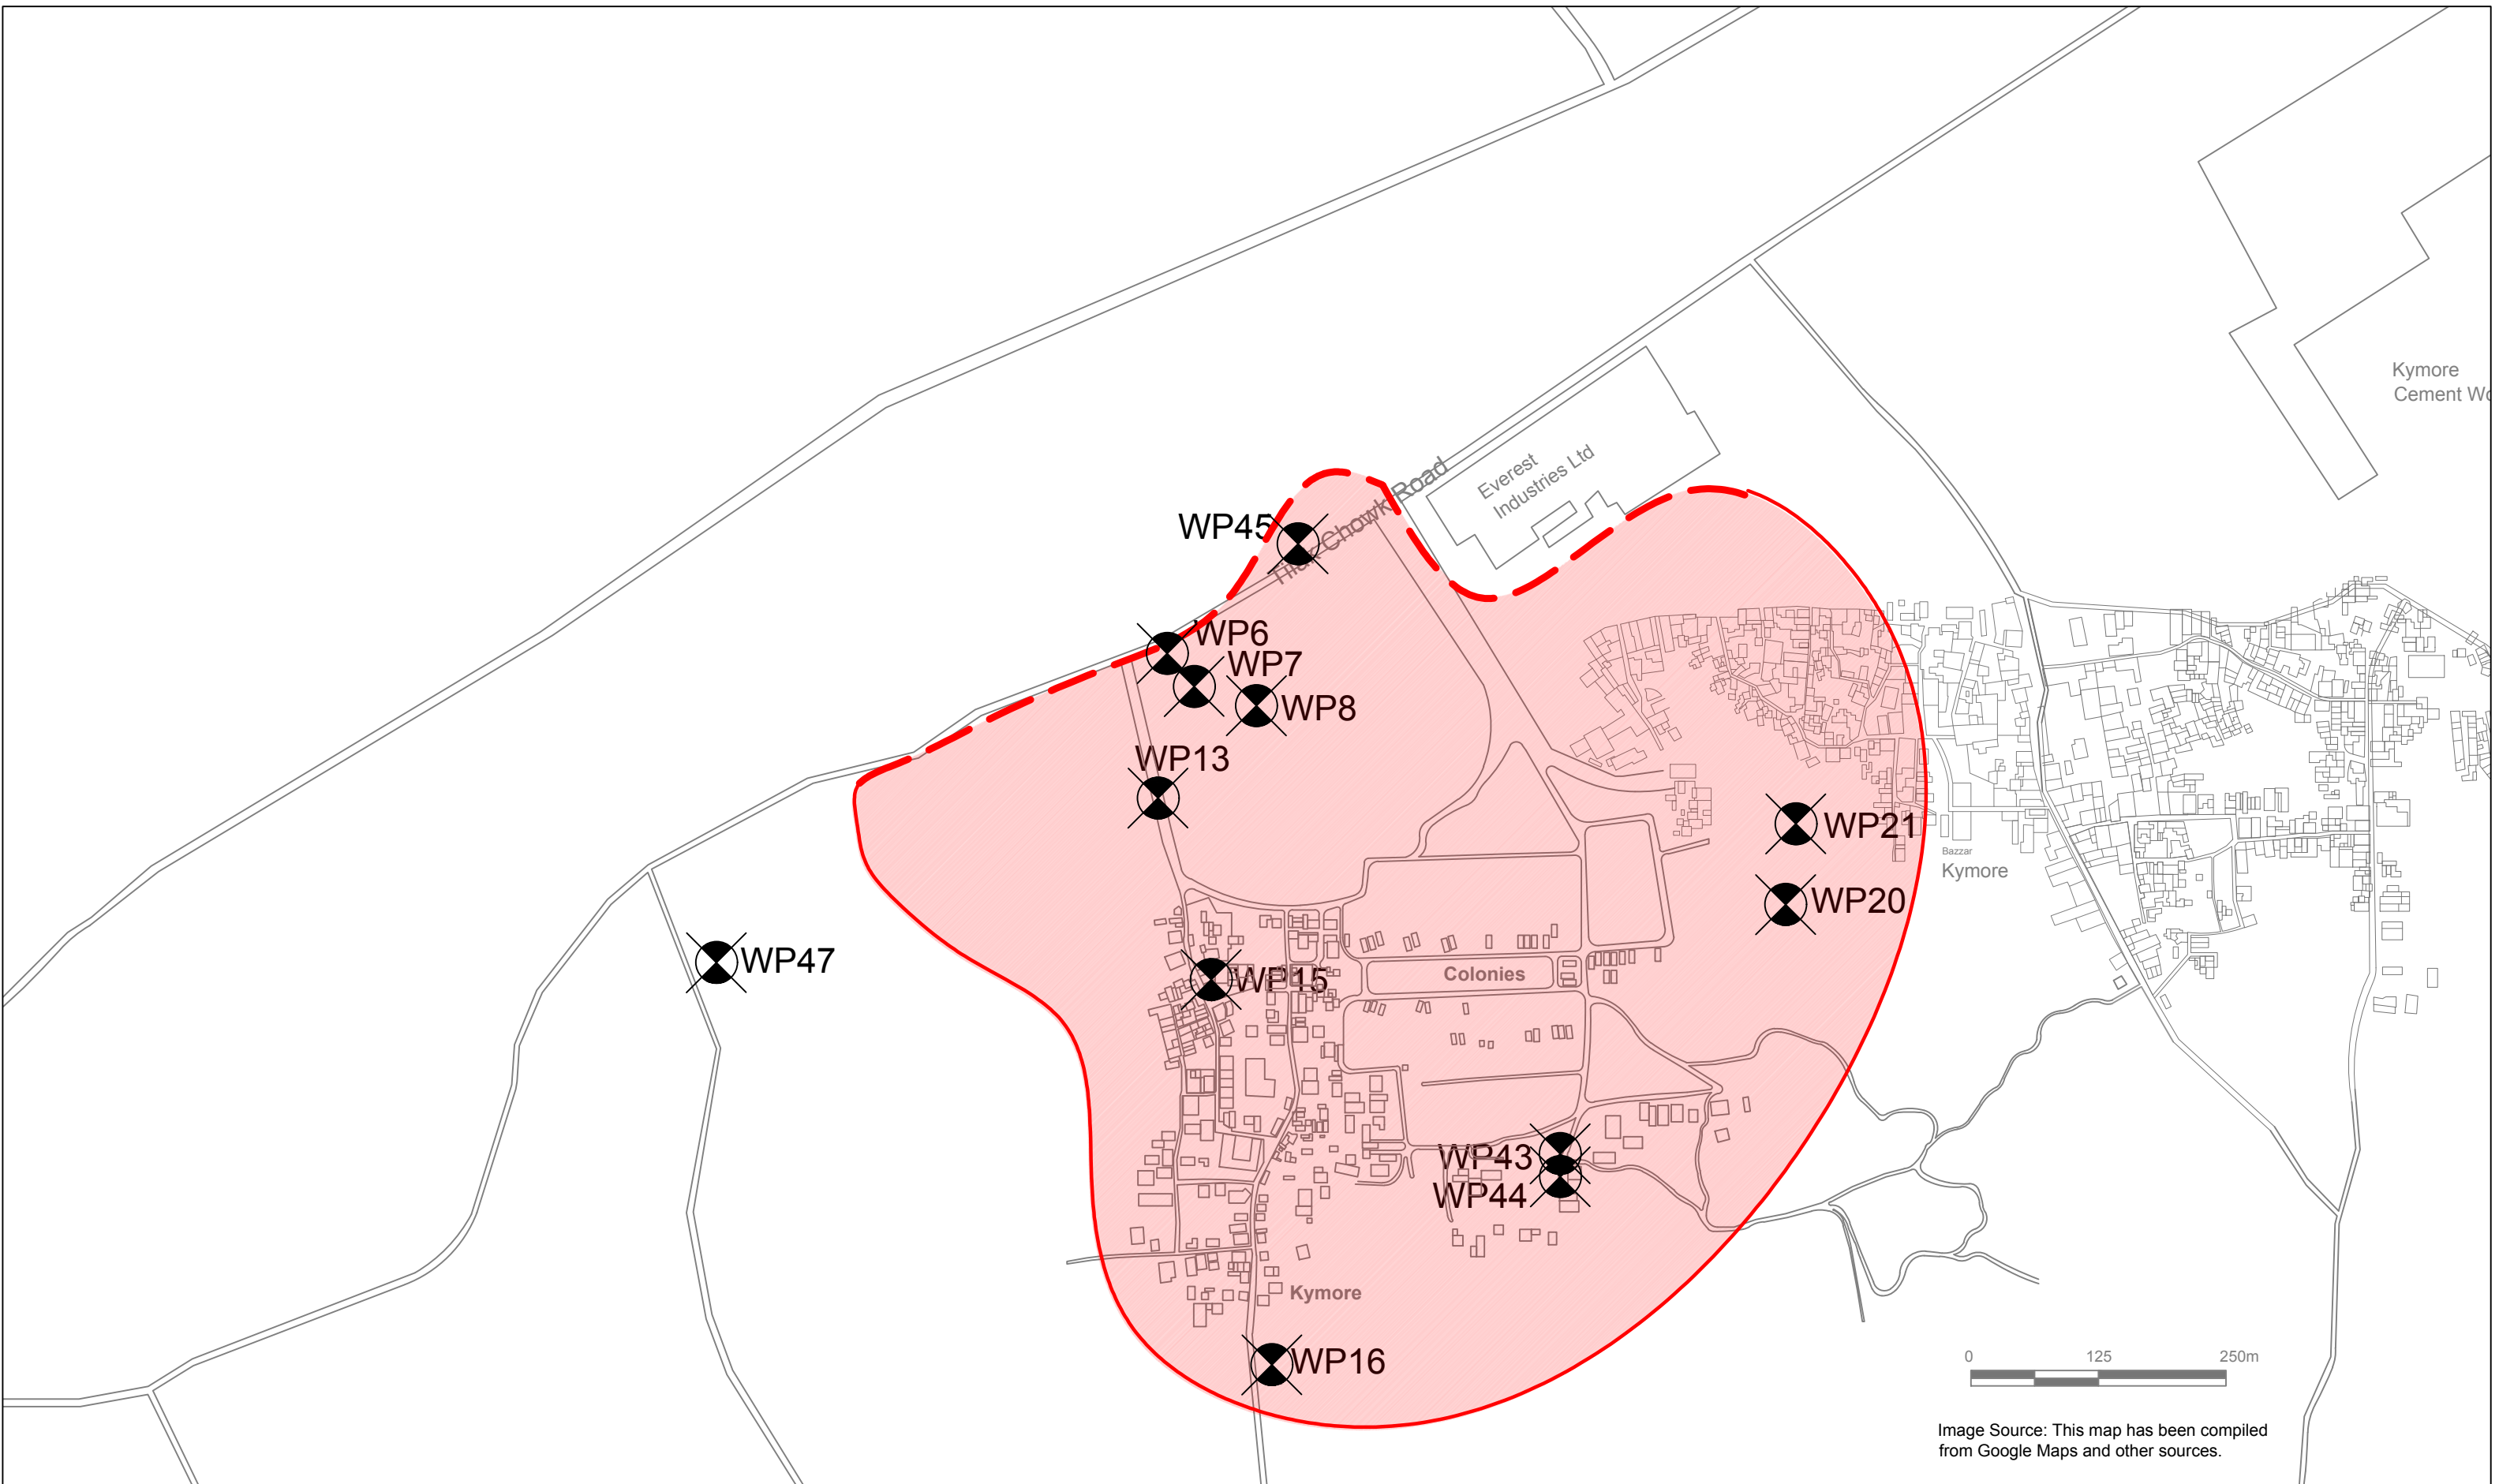 Kymore
Cement Wo
Everest
Industries Ltd
Tilak Chowk Road
WP45
WP6
WP7
WP8
WP13
WP21
Bazzar
Kymore
WP20
WP47
WP15
Colonies
WP43
WP44
Kymore
WP16
0 125 250m
Image Source: This map has been compiled
from Google Maps and other sources.